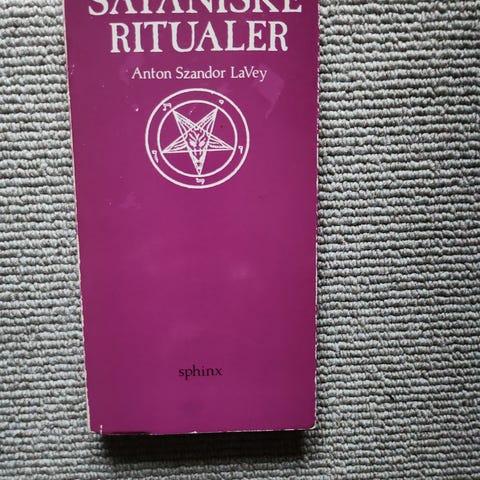 SATANISKE
RITUALER
Anton Szandor LaVey
sphinx